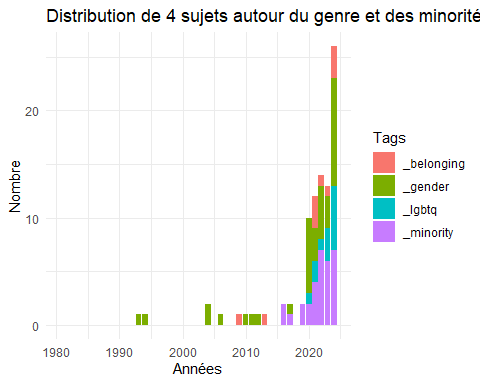 Distribution de 4 sujets autour du genre et des minorité
Nombre
20
10
0
1980 1990 2000 2010 2020
Années
Tags
_belonging
_gender
_lgbtq
_minority